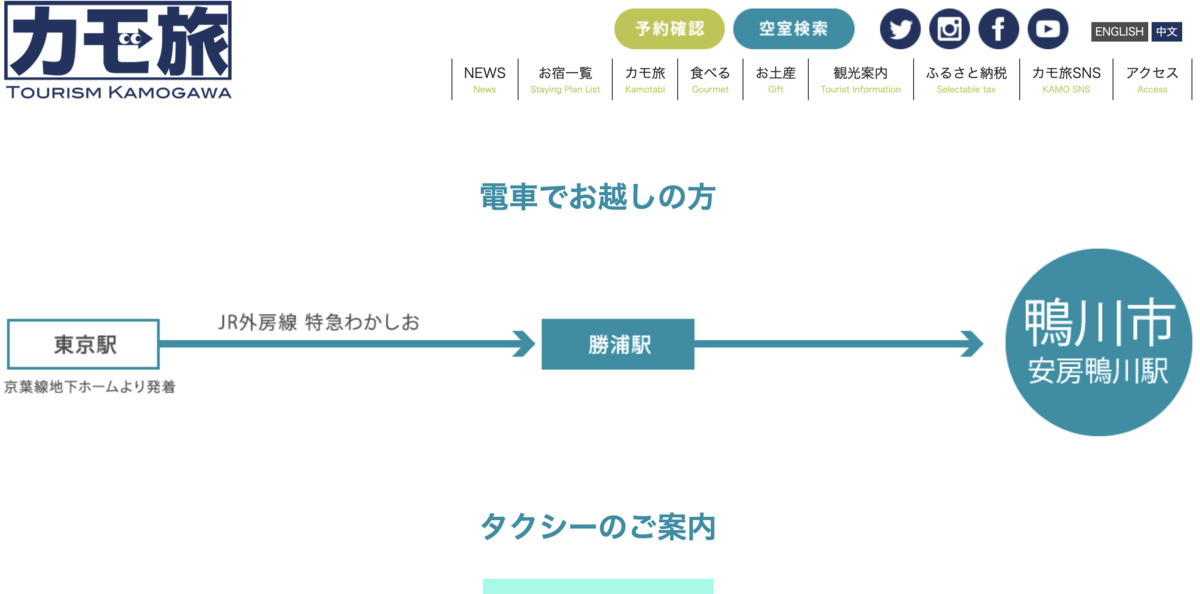 カモ旅
TOURISM KAMOGAWA
予約確認
空室検索
ENGLISH
中文
NEWS
News
お宿一覧
Staying Plan List
カモ旅
Kamotabi
食べる
Gourmet
お土産
Gift
観光案内
Tourist Information
ふるさと納税
Selectable tax
カモ旅SNS
KAMO SNS
アクセス
Access
電車でお越しの方
東京駅
京葉線地下ホームより発着
JR外房線 特急わかしお
勝浦駅
鴨川市
安房鴨川駅
タクシーのご案内